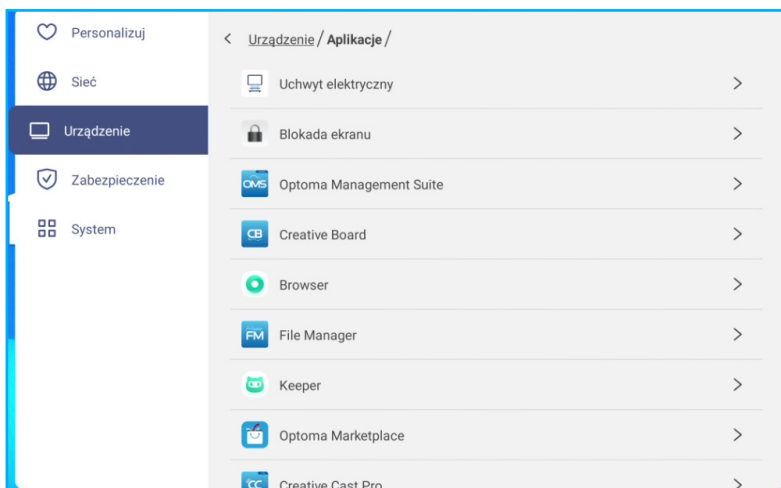 Personalizuj
Sieć
Urządzenie
Zabezpieczenie
System
< Urządzenie / Aplikacje /
Uchwyt elektryczny
Blokada ekranu
OMS Optoma Management Suite
CB Creative Board
Browser
FM File Manager
Keeper
Optoma Marketplace
CC Creative Cast Pro